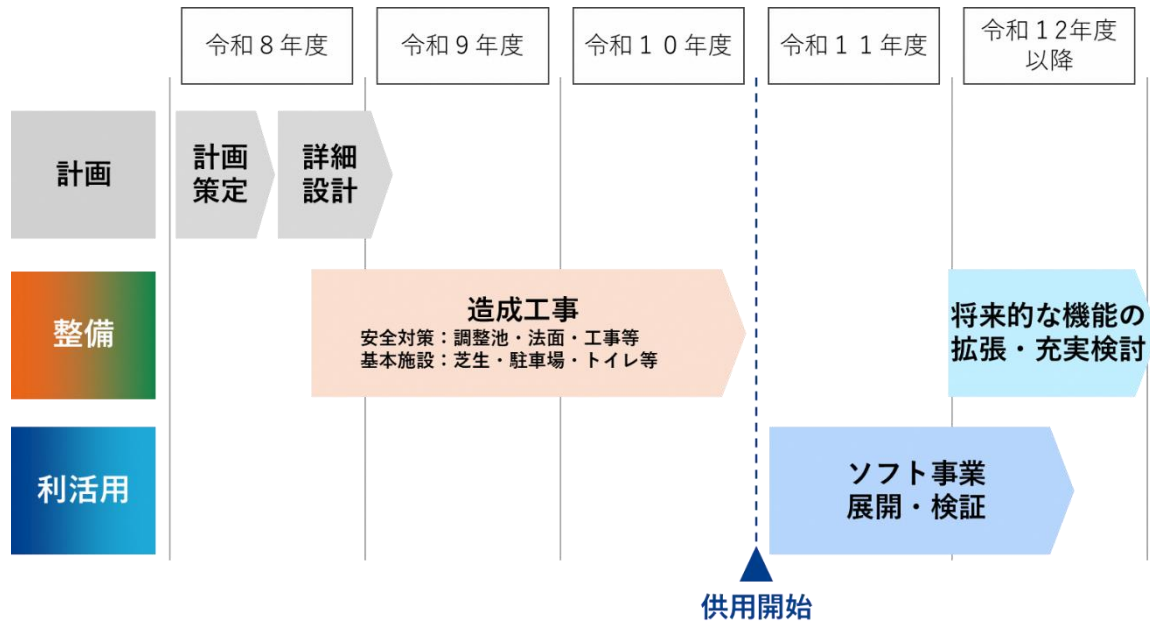 令和８年度
令和９年度
令和１０年度
令和１１年度
令和１２年度
以降
計画
計画
策定
詳細
設計
整備
造成工事
安全対策：調整池・法面・工事等
基本施設：芝生・駐車場・トイレ等
将来的な機能の
拡張・充実検討
利活用
ソフト事業
展開・検証
供用開始